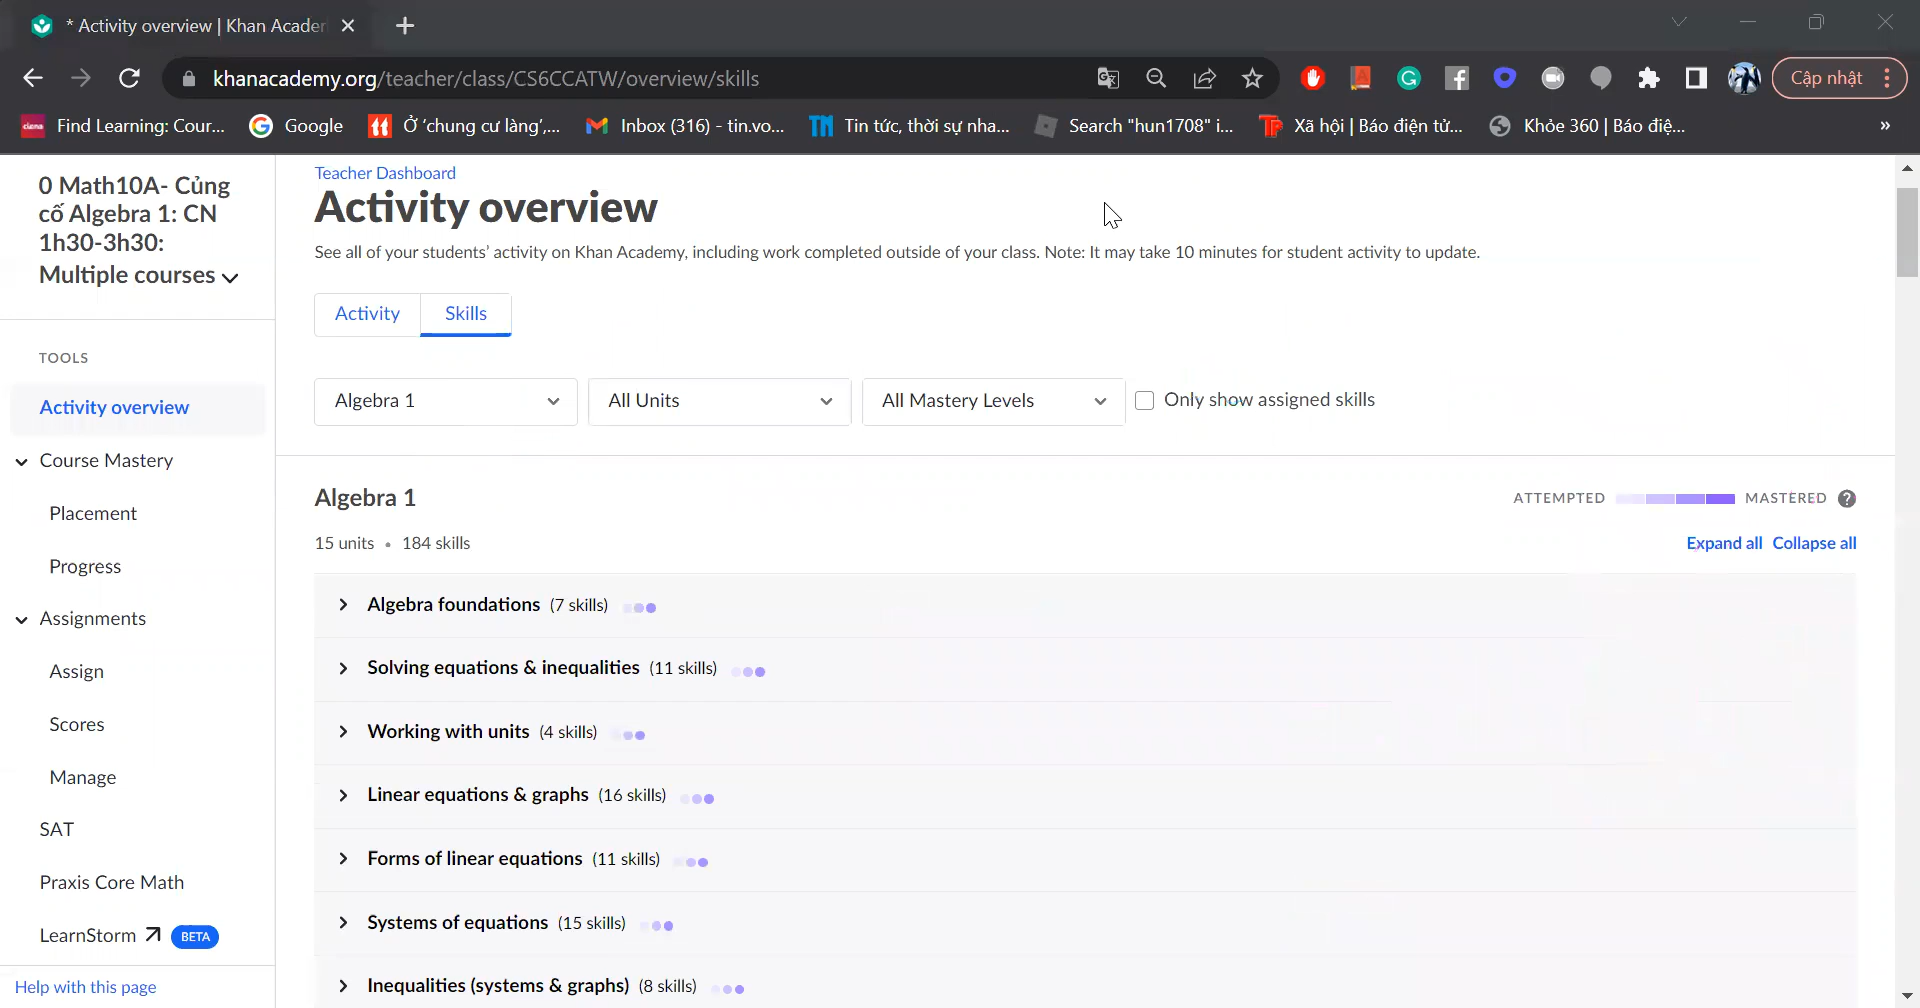 * Activity overview | Khan Acader
khanacademy.org/teacher/class/CS6CCATW/overview/skills
Cập nhật
Find Learning: Cour...
Google
Ở 'chung cư làng',...
Inbox (316) - tin.vo...
Tin tức, thời sự nha...
Search "hun1708" i...
Xã hội | Báo điện tử...
Khỏe 360 | Báo điệ...
»
0 Math10A- Củng
cố Algebra 1: CN
1h30-3h30:
Multiple courses
TOOLS
Activity overview
Course Mastery
Placement
Progress
Assignments
Assign
Scores
Manage
SAT
Praxis Core Math
LearnStorm BETA
Help with this page
Teacher Dashboard
Activity overview
See all of your students’ activity on Khan Academy, including work completed outside of your class. Note: It may take 10 minutes for student activity to update.
Activity
Skills
Algebra 1
All Units
All Mastery Levels
Only show assigned skills
Algebra 1
ATTEMPTED MASTERED ?
15 units • 184 skills
Expand all Collapse all
Algebra foundations (7 skills)
Solving equations & inequalities (11 skills)
Working with units (4 skills)
Linear equations & graphs (16 skills)
Forms of linear equations (11 skills)
Systems of equations (15 skills)
Inequalities (systems & graphs) (8 skills)